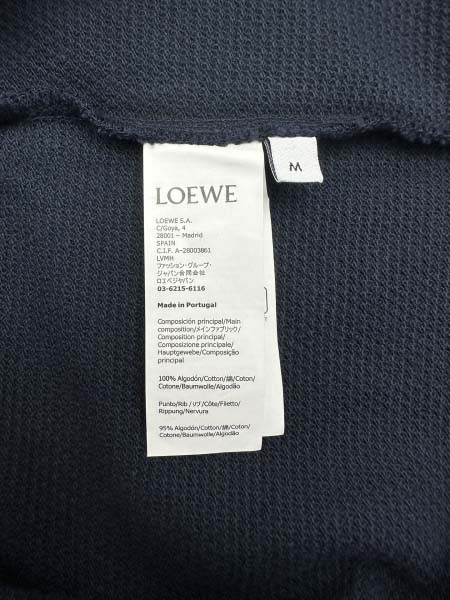 LOEWE
M
LOEWE S.A.
C/Goya, 4
28001 – Madrid
SPAIN
C.I.F. A-28003861
LVMH
ファッション・グループ・
ジャパン合同会社
ロエベジャパン
03-6215-6116
Made in Portugal
Composición principal/Main
composition/メインファブリック/
Composition principal/
Composizione principale/
Hauptgewebe/Composição
principal
100% Algodón/Cotton/綿/Coton/
Cotone/Baumwolle/Algodão
Punto/Rib / リブ /Côte/Filetto/
Rippung/Nervura
95% Algodón/Cotton/綿/Coton/
Cotone/Baumwolle/Algodão